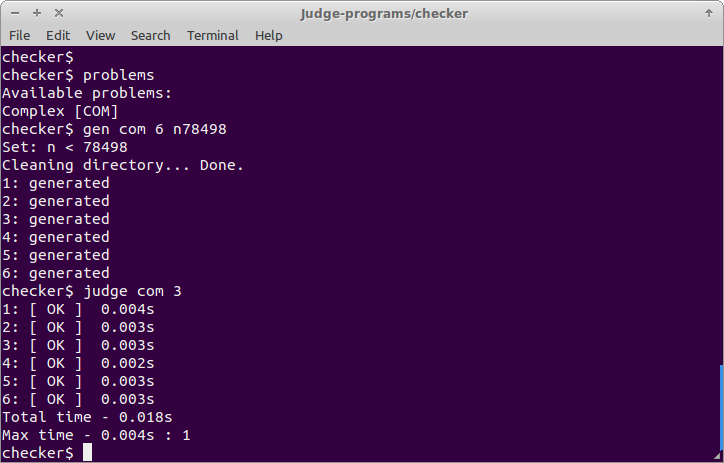 Judge-programs/checker
File Edit View Search Terminal Help
checker$
checker$ problems
Available problems:
Complex [COM]
checker$ gen com 6 n78498
Set: n < 78498
Cleaning directory... Done.
1: generated
2: generated
3: generated
4: generated
5: generated
6: generated
checker$ judge com 3
1: [ OK ]  0.004s
2: [ OK ]  0.003s
3: [ OK ]  0.003s
4: [ OK ]  0.002s
5: [ OK ]  0.003s
6: [ OK ]  0.003s
Total time - 0.018s
Max time - 0.004s : 1
checker$